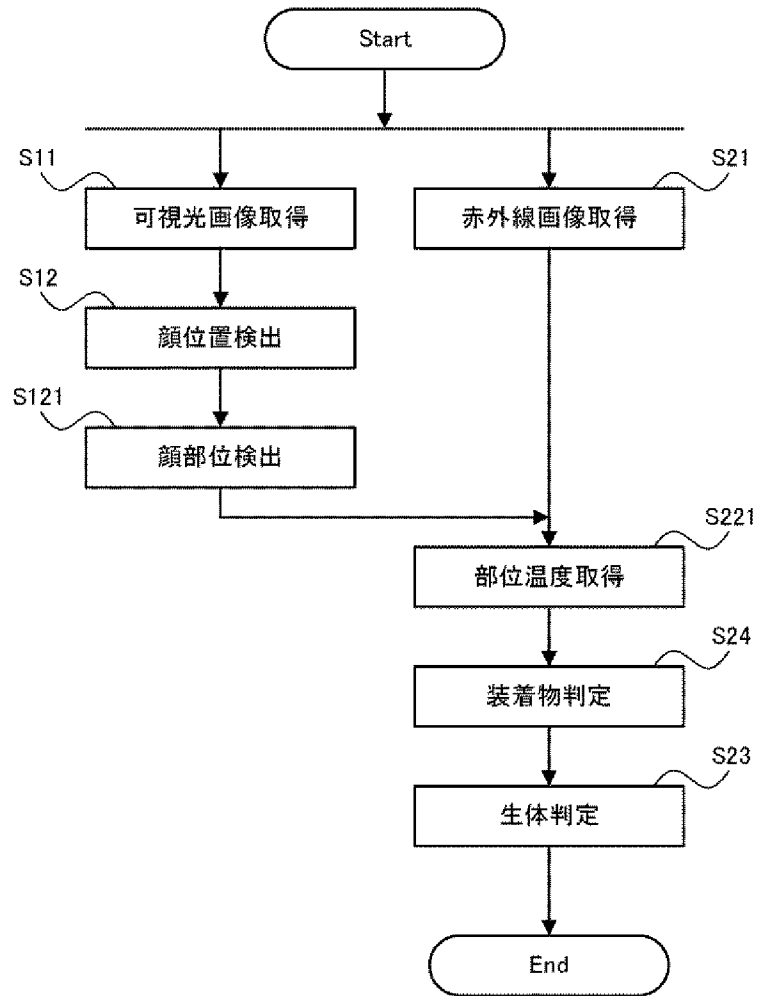 Start
S11
可視光画像取得
S21
赤外線画像取得
S12
顔位置検出
S121
顔部位検出
S221
部位温度取得
S24
装着物判定
S23
生体判定
End